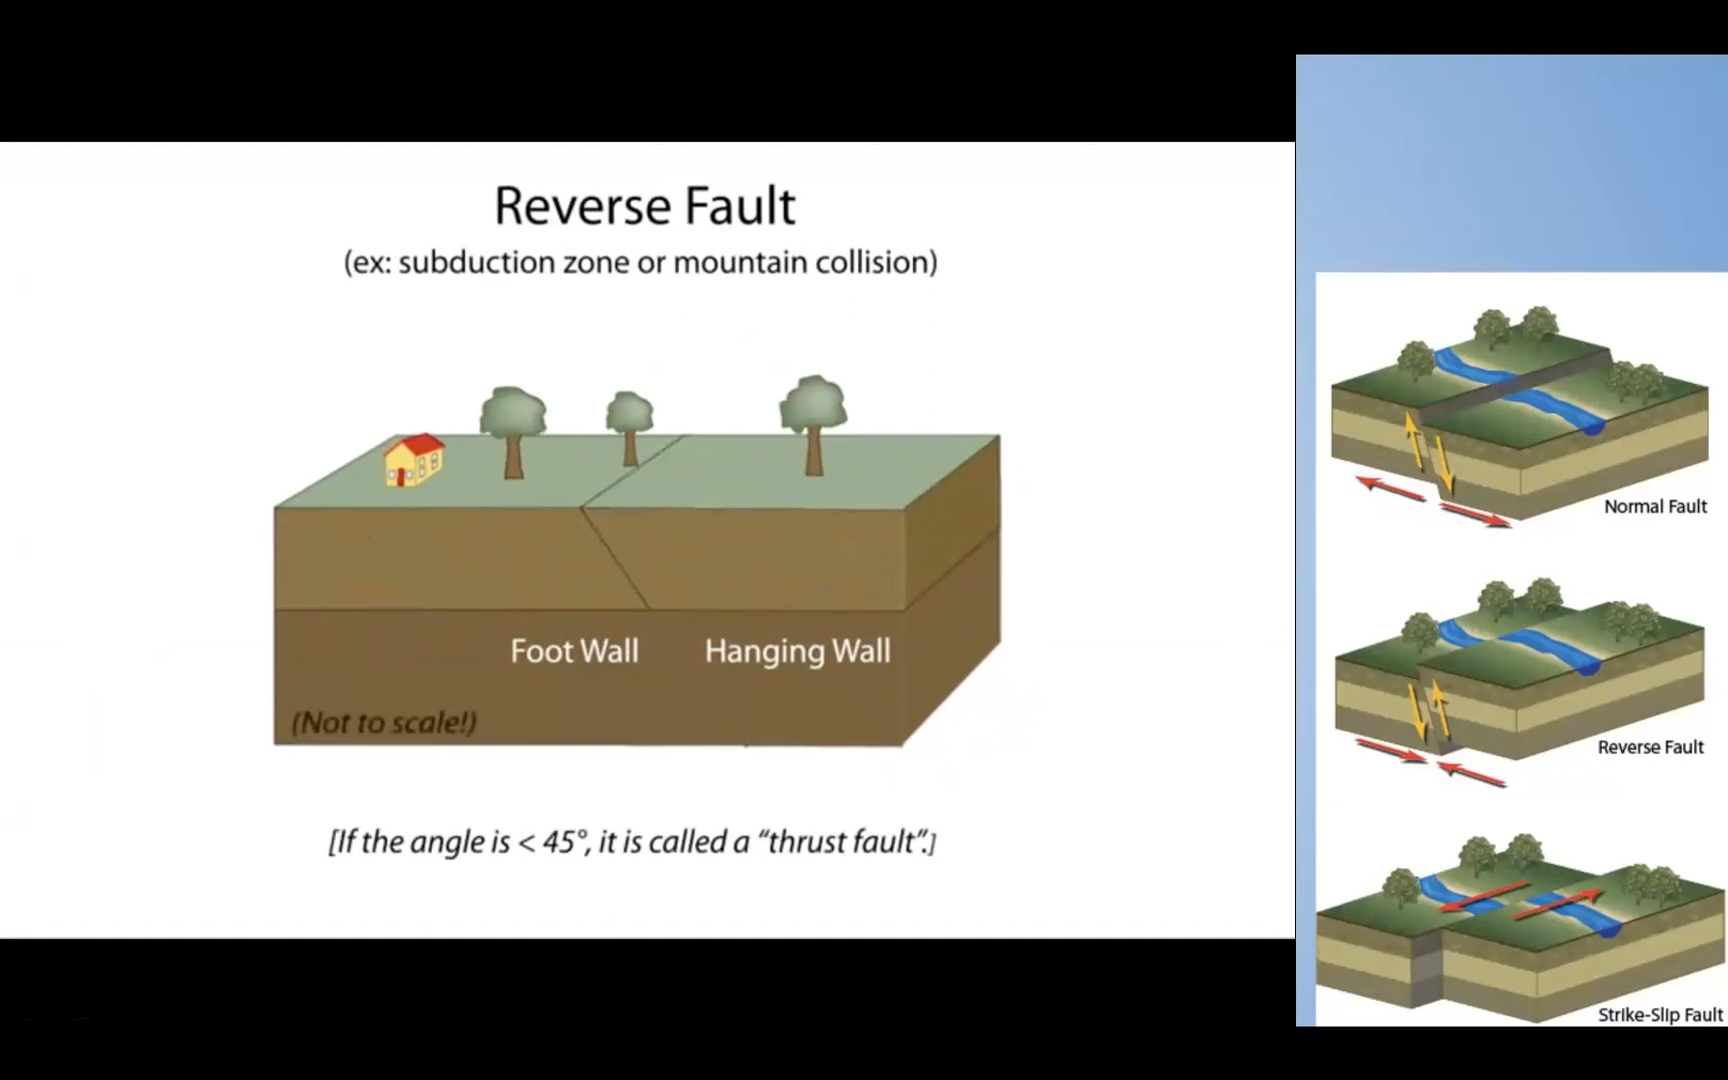 Reverse Fault
(ex: subduction zone or mountain collision)
Foot Wall
Hanging Wall
(Not to scale!)
[If the angle is < 45°, it is called a “thrust fault”.]
Normal Fault
Reverse Fault
Strike-Slip Fault